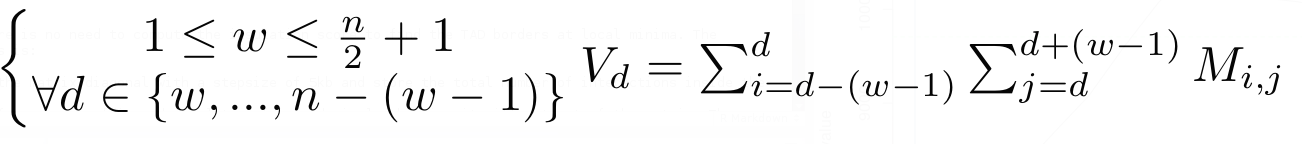 1 ≤ w ≤ n/2 + 1
∀d ∈ {w, ..., n − (w − 1)} V_d = ∑_{i=d−(w−1)}^{d} ∑_{j=d}^{d+(w−1)} M_{i,j}